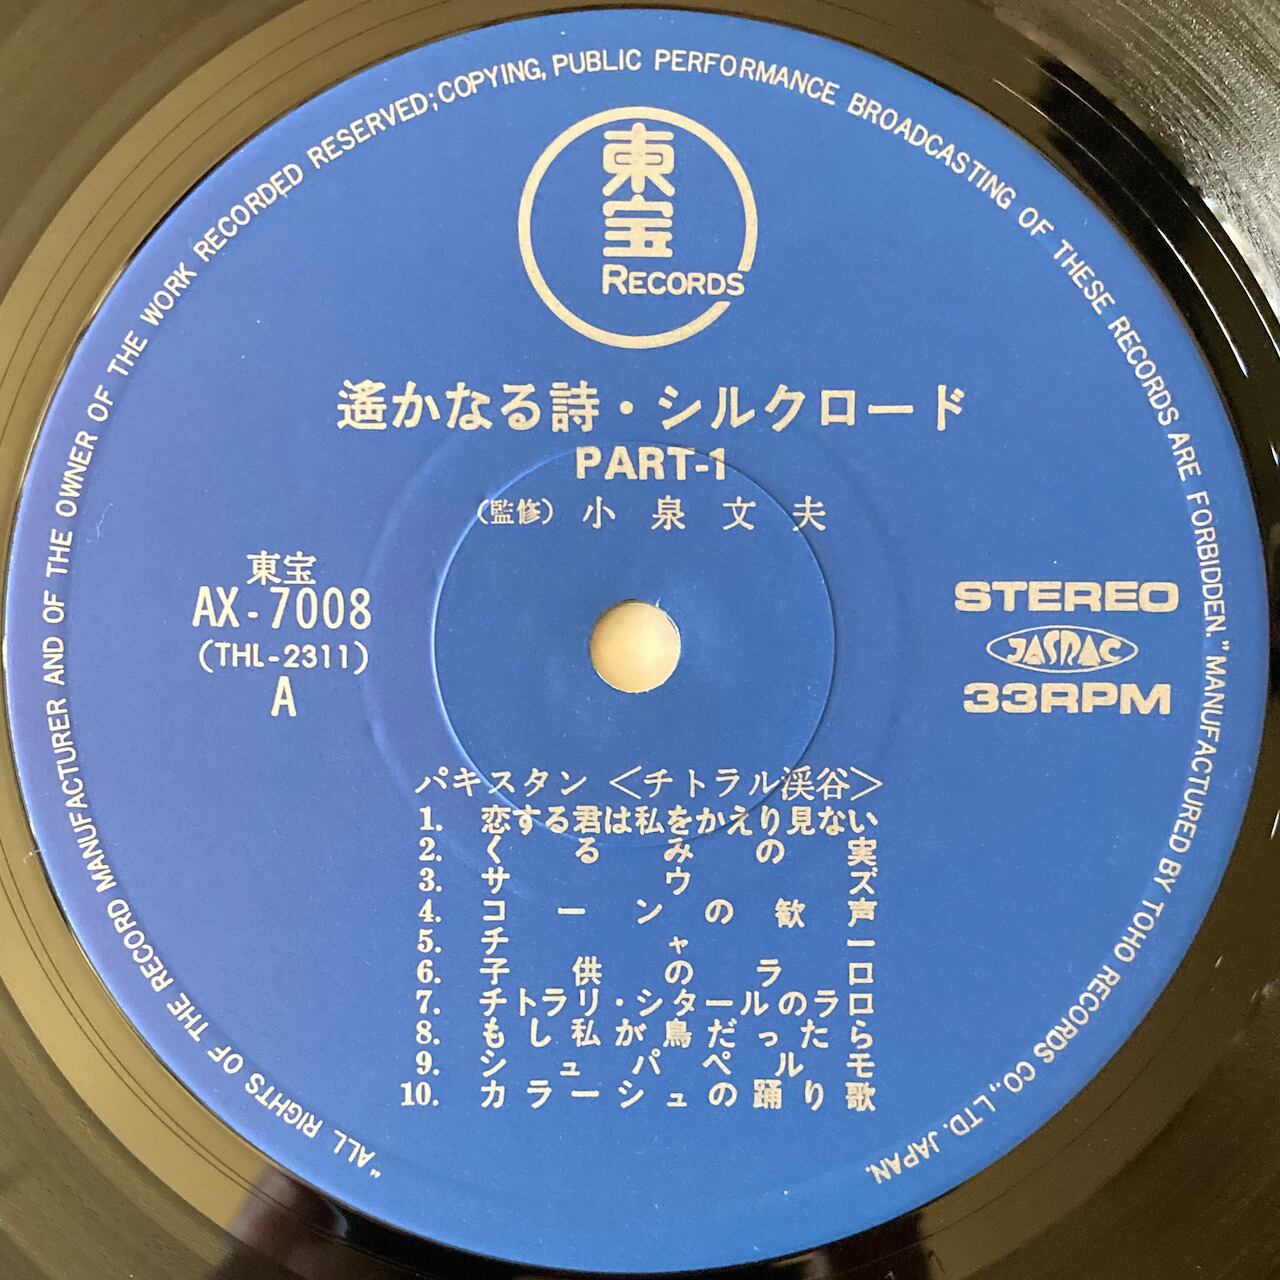 "ALL RIGHTS OF THE RECORD MANUFACTURER AND OF THE OWNER OF THE WORK RECORDED RESERVED; COPYING, PUBLIC PERFORMANCE BROADCASTING OF THESE RECORDS ARE FORBIDDEN." MANUFACTURED BY TOHO RECORDS CO., LTD. JAPAN.
東宝
RECORDS
遙かなる詩・シルクロード
PART-1
(監修) 小泉文夫
東宝
AX-7008
(THL-2311)
A
STEREO
JASRAC
33RPM
パキスタン <チトラル渓谷>
1. 恋する君は私をかえり見ない
2. くるみの実
3. サウズ
4. コーンの歓声
5. チャー
6. 子供のラロ
7. チトラリ・シタールのラロ
8. もし私が鳥だったら
9. シュパペルモ
10. カラーシュの踊り歌